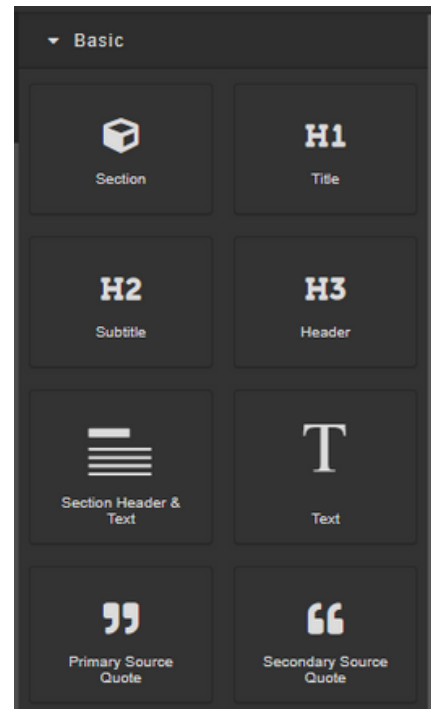 Basic
H1
Section
Title
H2
H3
Subtitle
Header
T
Section Header &
Text
Text
Primary Source
Quote
Secondary Source
Quote